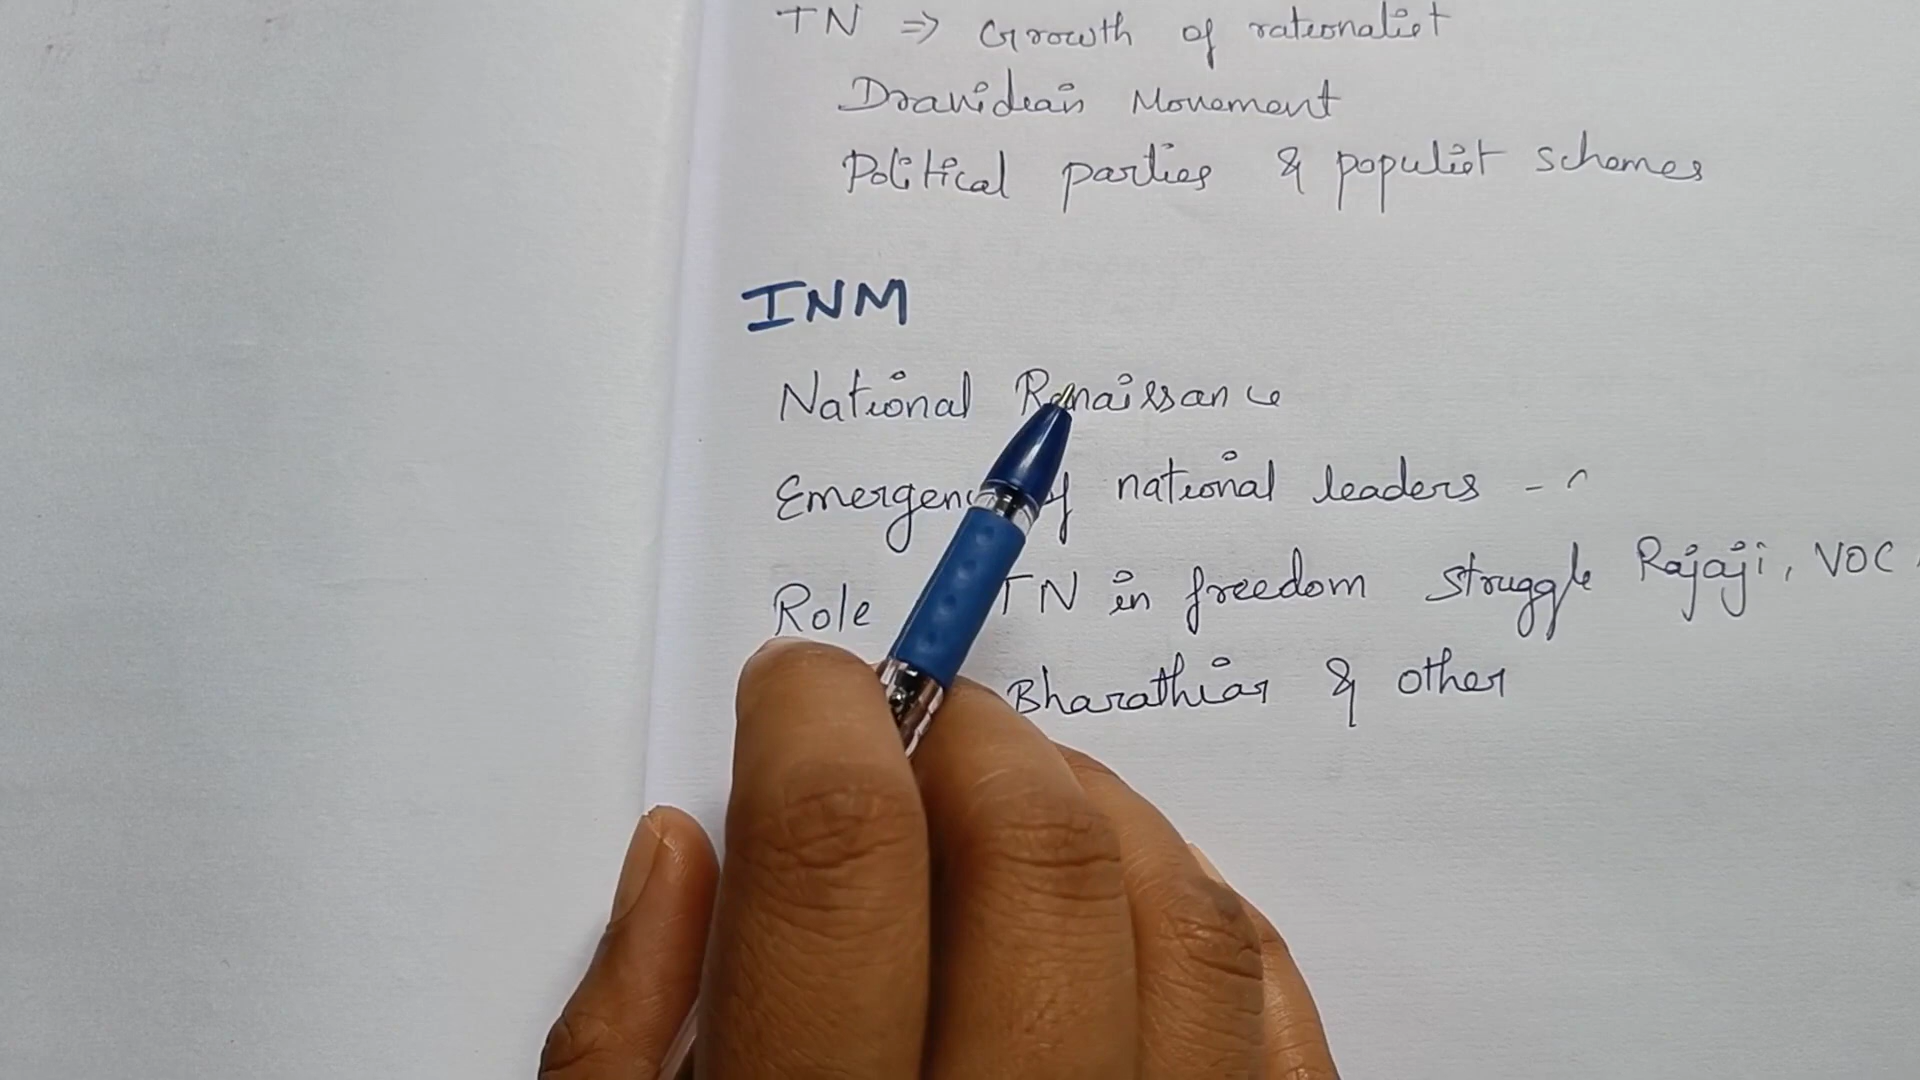 TN => Growth of rationalist
Dravidian Movement
Political parties & populist schemes
INM
National Renaissance
Emergence of national leaders -
Role TN in freedom struggle Rajaji, VOC
Bharathiar & other